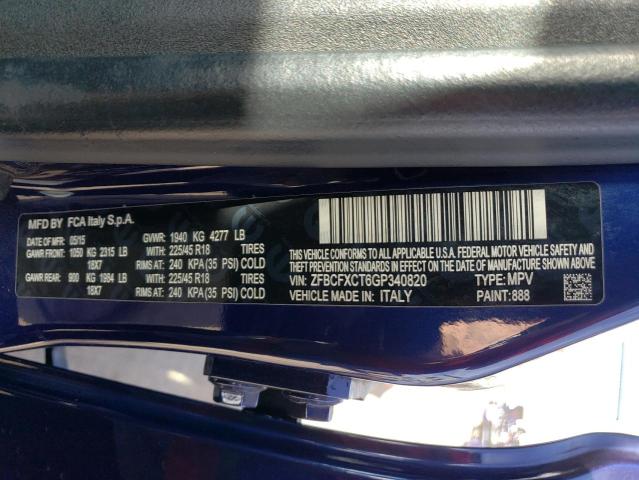 MFD BY FCA Italy S.p.A.
DATE OF MFD: 05/15 GVWR: 1940 KG 4277 LB
GAWR FRONT: 1050 KG 2315 LB WITH 225/45 R18 TIRES
18X7 RIMS AT: 240 KPA (35 PSI) COLD
GAWR REAR: 900 KG 1984 LB WITH 225/45 R18 TIRES
18X7 RIMS AT: 240 KPA (35 PSI) COLD
THIS VEHICLE CONFORMS TO ALL APPLICABLE U.S.A. FEDERAL MOTOR VEHICLE SAFETY AND
THEFT PREVENTION STANDARDS IN EFFECT ON THE DATE OF MANUFACTURE SHOWN ABOVE.
VIN: ZFBCFXCT6GP340820 TYPE: MPV
VEHICLE MADE IN: ITALY PAINT: 888